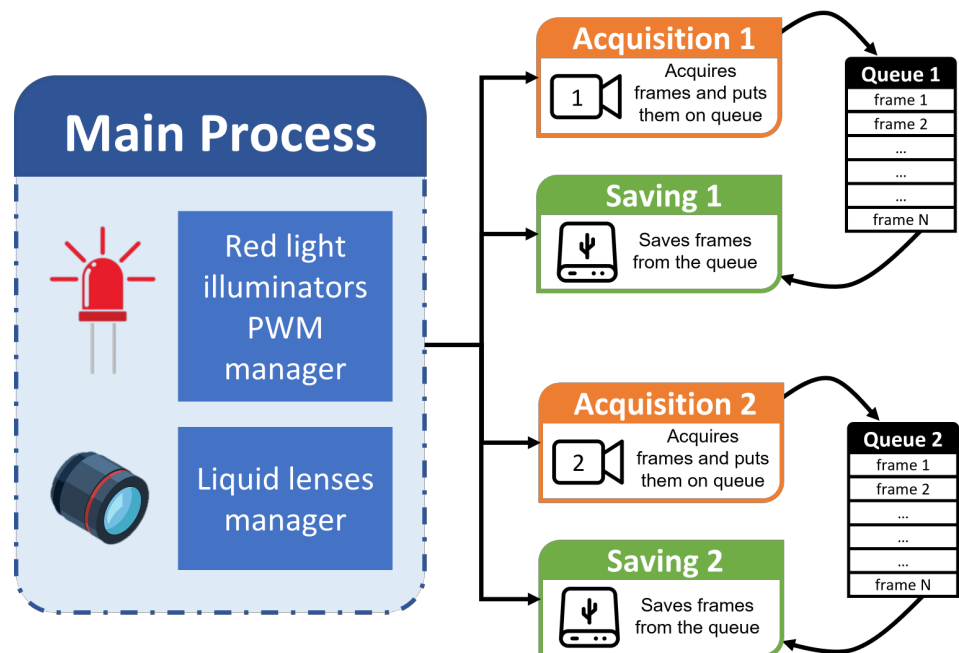 Main Process
Red light
illuminators
PWM
manager
Liquid lenses
manager
Acquisition 1
1
Acquires
frames and puts
them on queue
Queue 1
frame 1
frame 2
...
...
...
frame N
Saving 1
Saves frames
from the queue
Acquisition 2
2
Acquires
frames and puts
them on queue
Queue 2
frame 1
frame 2
...
...
...
frame N
Saving 2
Saves frames
from the queue